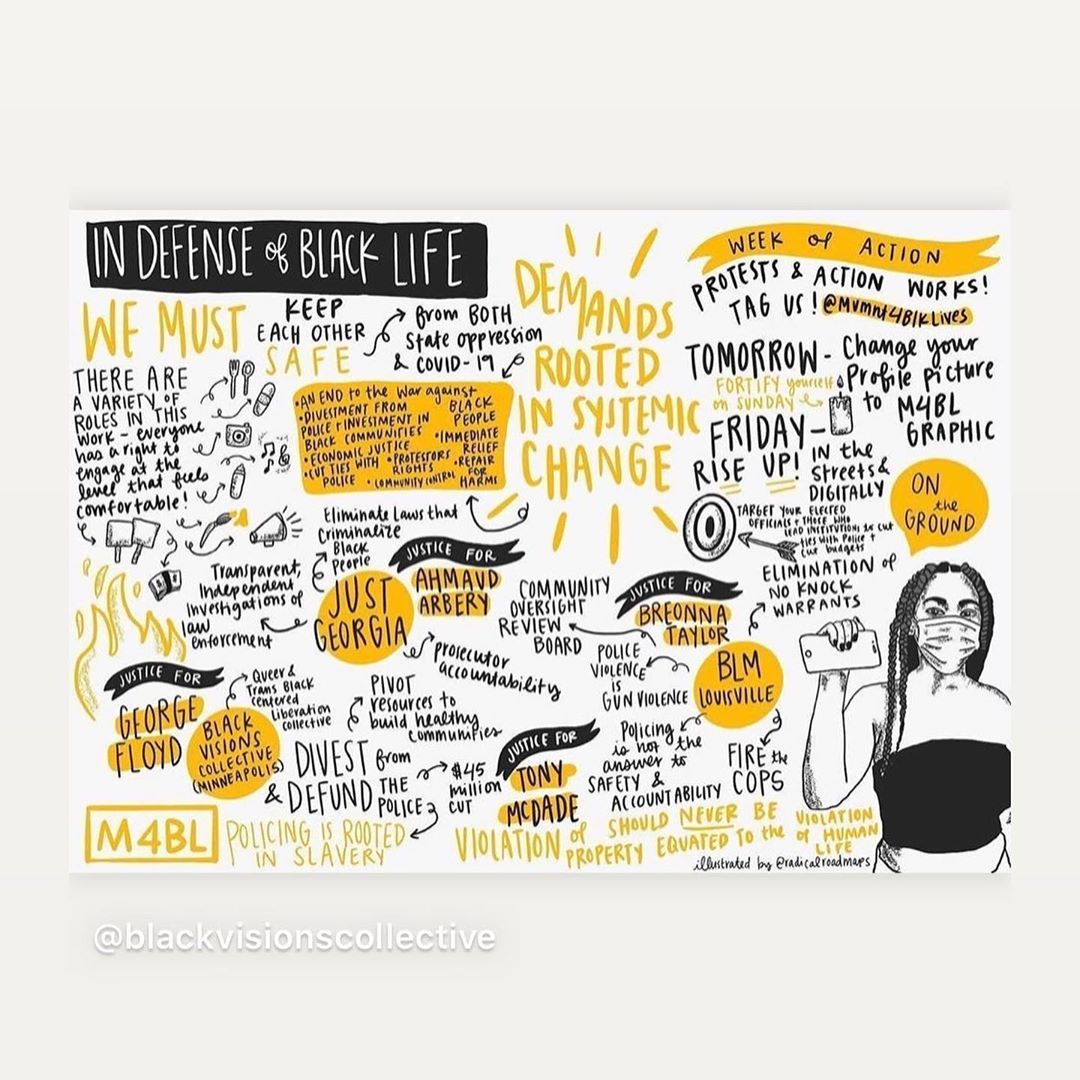 IN DEFENSE of BLACK LIFE
WE MUST
KEEP
EACH OTHER
SAFE
from BOTH
State oppression
& COVID-19
THERE ARE
A VARIETY OF
ROLES IN THIS
WORK - everyone
has a right to
engage at the
level that feels
comfortable!
• AN END to the war against
BLACK
PEOPLE
• DIVESTMENT FROM
POLICE & INVESTMENT IN
BLACK COMMUNITIES
• IMMEDIATE
RELIEF
• ECONOMIC JUSTICE
• CUT TIES WITH
POLICE
• PROTESTORS
RIGHTS
• REPAIR
FOR
HARMS
• COMMUNITY CONTROL
DEMANDS
ROOTED
IN SYSTEMIC
CHANGE
WEEK of ACTION
PROTESTS & ACTION WORKS!
TAG US! @Mvmnt4BlkLives
TOMORROW - Change your
Profile picture
to M4BL
GRAPHIC
FORTIFY yourself
on SUNDAY
FRIDAY -
RISE UP!
IN the
Streets &
DIGITALLY
ON
the
GROUND
TARGET YOUR ELECTED
OFFICIALS + THOSE WHO
LEAD INSTITUTIONS to cut
ties with Police +
cut budgets
Eliminate laws that
Criminalize
Black
People
Transparent,
Independent
Investigations of
law
enforcement
JUST
GEORGIA
JUSTICE FOR
AHMAUD
ARBERY
prosecutor
accountability
COMMUNITY
OVERSIGHT
REVIEW
BOARD
JUSTICE FOR
BREONNA
TAYLOR
ELIMINATION of
NO KNOCK
WARRANTS
POLICE
VIOLENCE
is
GUN VIOLENCE
BLM
LOUISVILLE
Policing
is not the
answer to
SAFETY &
ACCOUNTABILITY
FIRE the
COPS
JUSTICE FOR
GEORGE
FLOYD
BLACK
VISIONS
COLLECTIVE
(MINNEAPOLIS)
Queer &
Trans Black
Centered
Liberation
collective
PIVOT
resources to
build healthy
communities
DIVEST from
& DEFUND THE
POLICE
$45
million
CUT
JUSTICE FOR
TONY
MCDADE
M4BL
POLICING IS ROOTED
IN SLAVERY
VIOLATION of
PROPERTY
SHOULD NEVER BE
EQUATED TO the
VIOLATION
of HUMAN
LIFE
illustrated by @radicalroadmaps
@blackvisionscollective